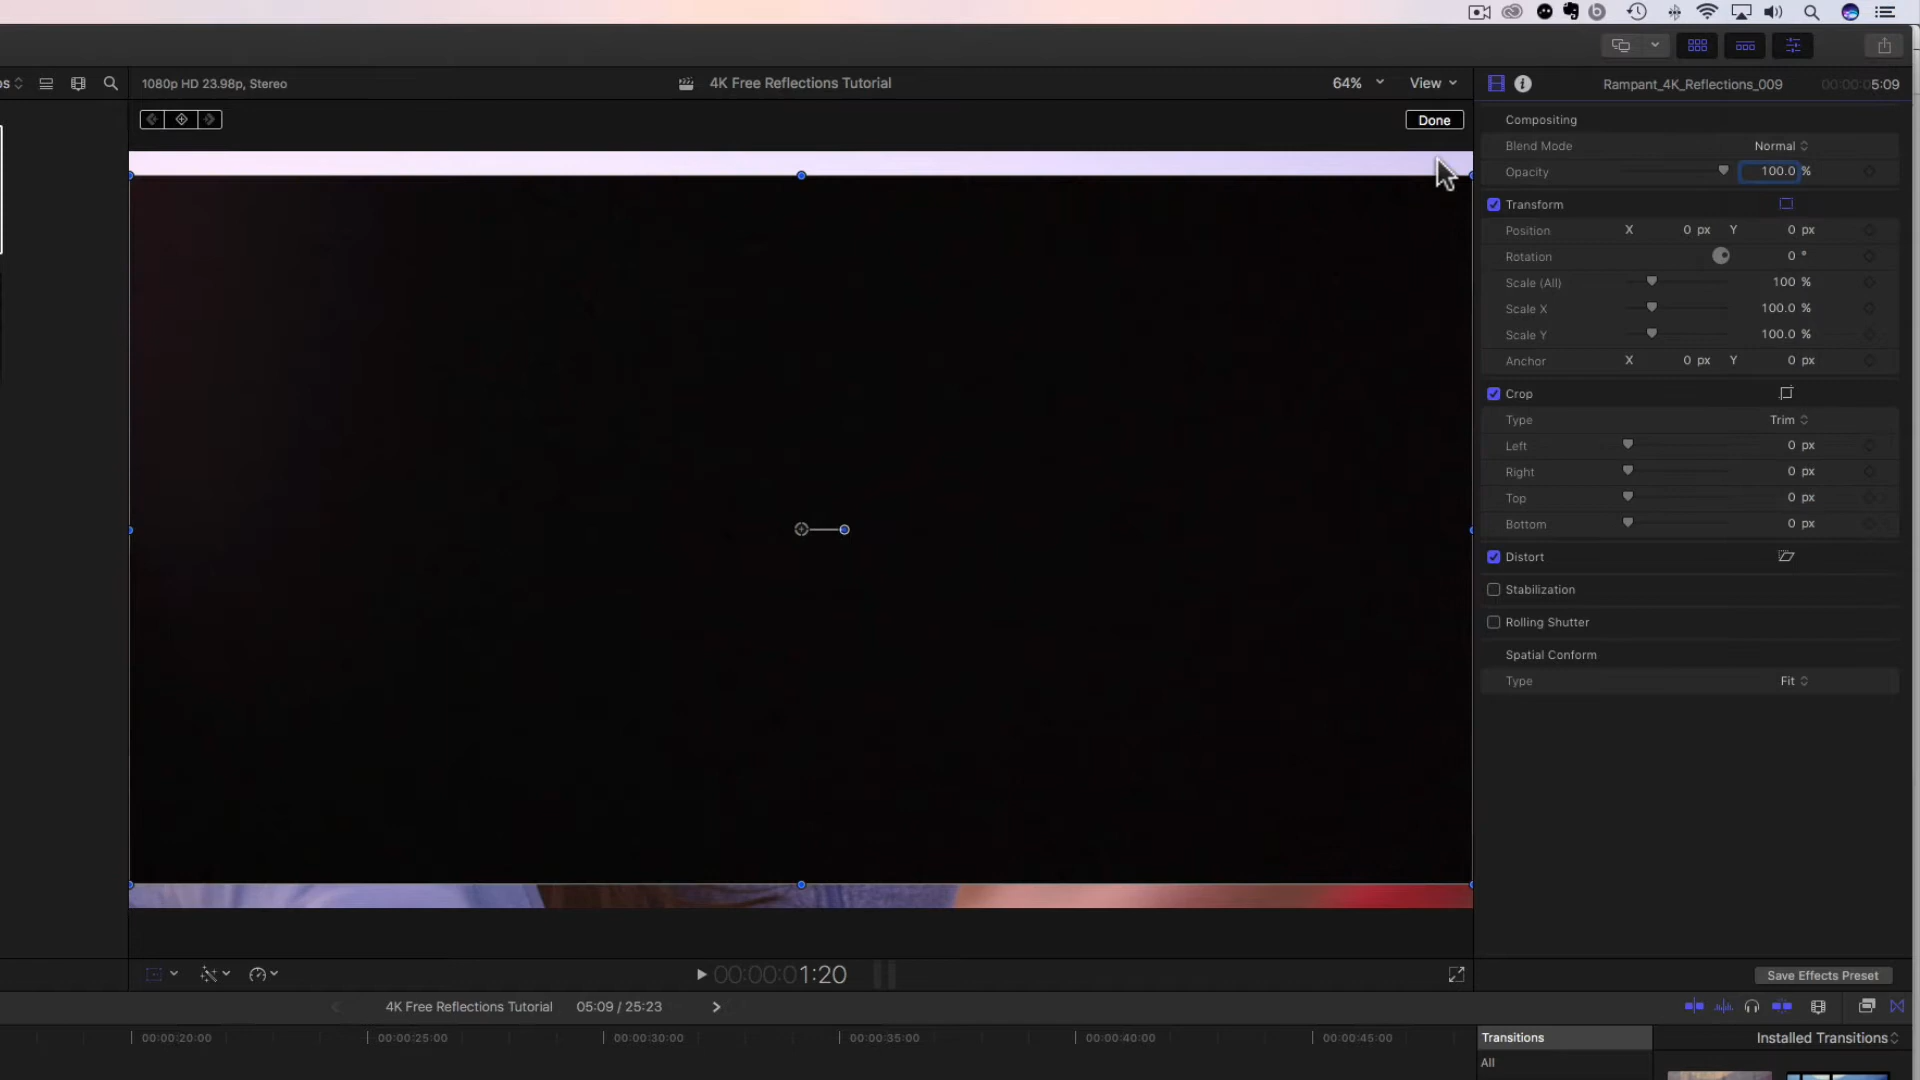 1080p HD 23.98p, Stereo
4K Free Reflections Tutorial
64%
View
Rampant_4K_Reflections_009
00:00:05:09
Done
Compositing
Blend Mode Normal
Opacity 100.0 %
Transform
Position X 0 px Y 0 px
Rotation 0 °
Scale (All) 100 %
Scale X 100.0 %
Scale Y 100.0 %
Anchor X 0 px Y 0 px
Crop
Type Trim
Left 0 px
Right 0 px
Top 0 px
Bottom 0 px
Distort
Stabilization
Rolling Shutter
Spatial Conform
Type Fit
00:00:01:20
Save Effects Preset
4K Free Reflections Tutorial 05:09 / 25:23
00:00:20:00 00:00:25:00 00:00:30:00 00:00:35:00 00:00:40:00 00:00:45:00
Transitions
Installed Transitions
All